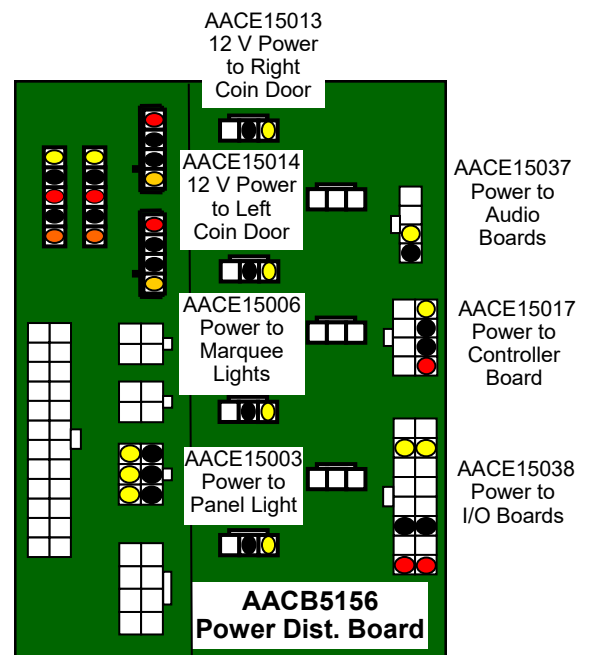 AACE15013
12 V Power
to Right
Coin Door
AACE15014
12 V Power
to Left
Coin Door
AACE15037
Power to
Audio
Boards
AACE15006
Power to
Marquee
Lights
AACE15017
Power to
Controller
Board
AACE15003
Power to
Panel Light
AACE15038
Power to
I/O Boards
AACB5156
Power Dist. Board